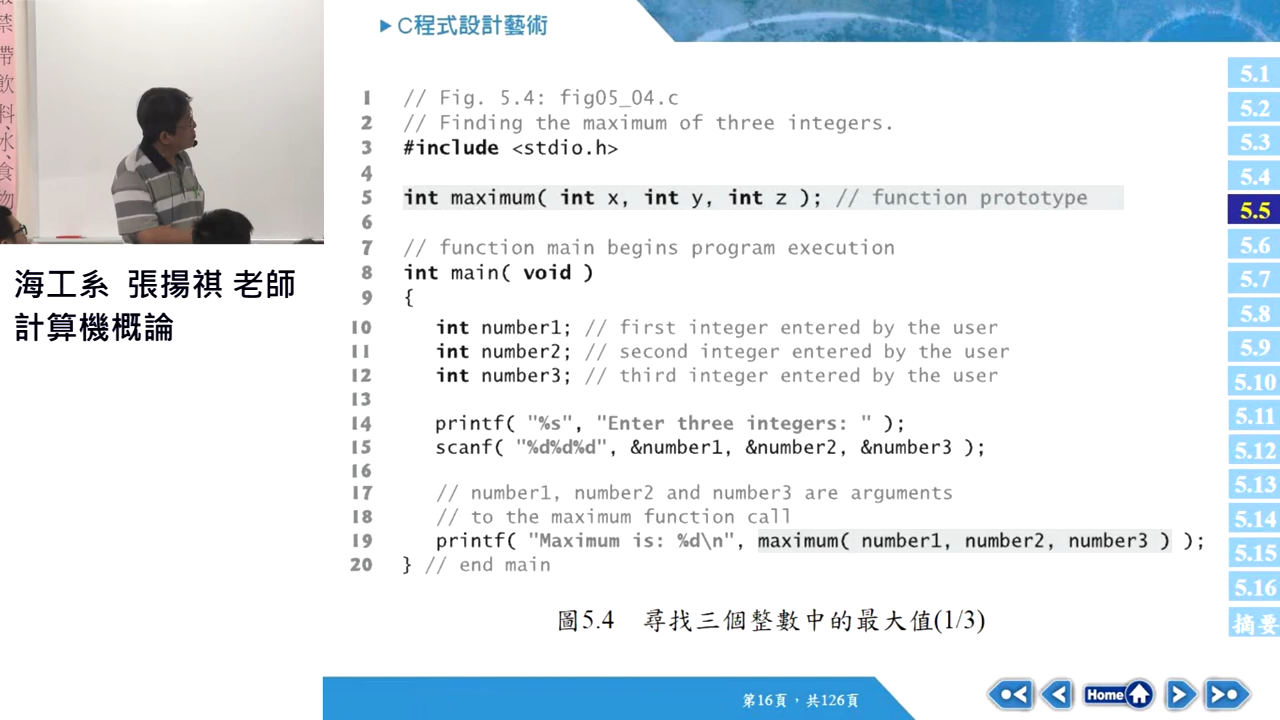 禁
帶
飲
料、
水、
食
物
海工系 張揚祺 老師
計算機概論
C程式設計藝術
1 // Fig. 5.4: fig05_04.c
2 // Finding the maximum of three integers.
3 #include <stdio.h>
4
5 int maximum( int x, int y, int z ); // function prototype
6
7 // function main begins program execution
8 int main( void )
9 {
10 int number1; // first integer entered by the user
11 int number2; // second integer entered by the user
12 int number3; // third integer entered by the user
13
14 printf( "%s", "Enter three integers: " );
15 scanf( "%d%d%d", &number1, &number2, &number3 );
16
17 // number1, number2 and number3 are arguments
18 // to the maximum function call
19 printf( "Maximum is: %d\n", maximum( number1, number2, number3 ) );
20 } // end main
圖5.4 尋找三個整數中的最大值(1/3)
5.1
5.2
5.3
5.4
5.5
5.6
5.7
5.8
5.9
5.10
5.11
5.12
5.13
5.14
5.15
5.16
摘要
第16頁，共126頁
Home